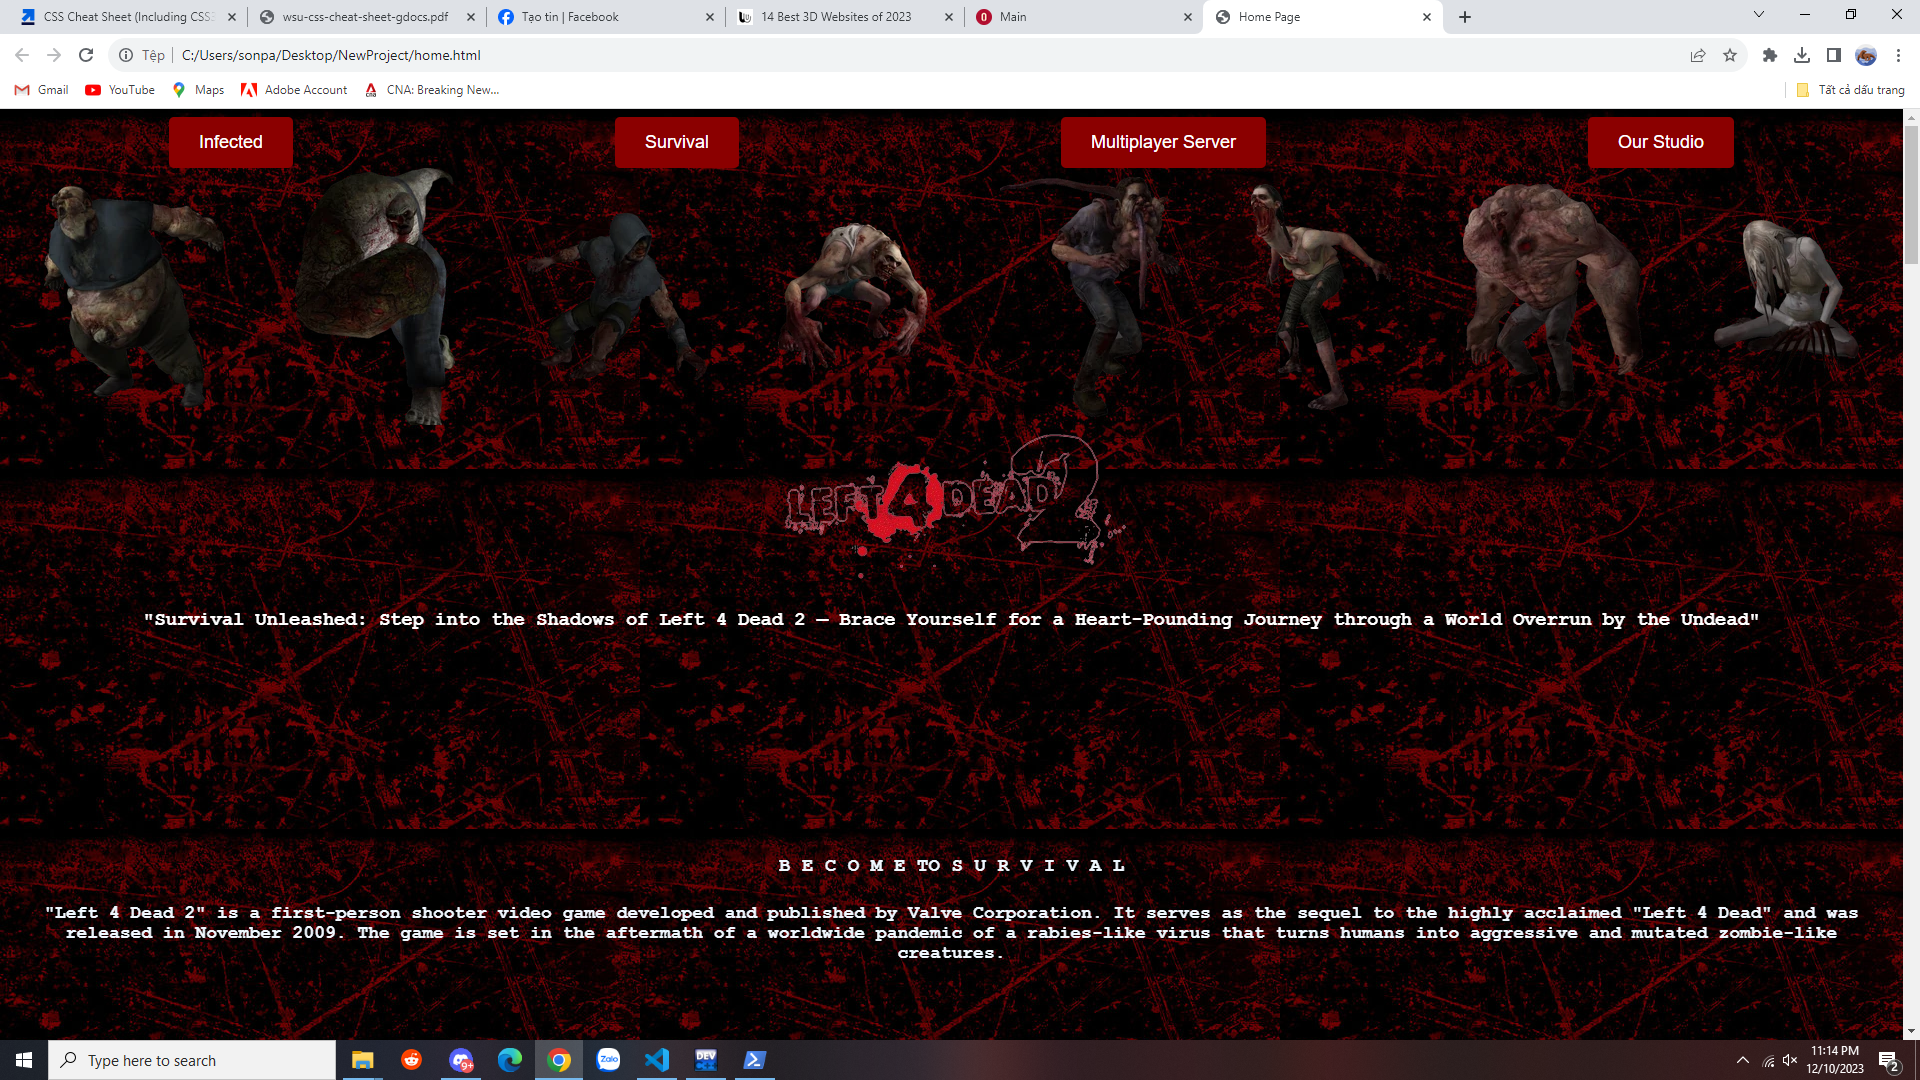 CSS Cheat Sheet (Including CSS3
wsu-css-cheat-sheet-gdocs.pdf
Tạo tin | Facebook
14 Best 3D Websites of 2023
Main
Home Page
Tệp
C:/Users/sonpa/Desktop/NewProject/home.html
Gmail
YouTube
Maps
Adobe Account
CNA: Breaking New...
Tất cả dấu trang
Infected
Survival
Multiplayer Server
Our Studio
LEFT 4 DEAD 2
"Survival Unleashed: Step into the Shadows of Left 4 Dead 2 – Brace Yourself for a Heart-Pounding Journey through a World Overrun by the Undead"
B E C O M E TO S U R V I V A L
"Left 4 Dead 2" is a first-person shooter video game developed and published by Valve Corporation. It serves as the sequel to the highly acclaimed "Left 4 Dead" and was
released in November 2009. The game is set in the aftermath of a worldwide pandemic of a rabies-like virus that turns humans into aggressive and mutated zombie-like
creatures.
Type here to search
9+
Zalo
DEV
11:14 PM
12/10/2023
2